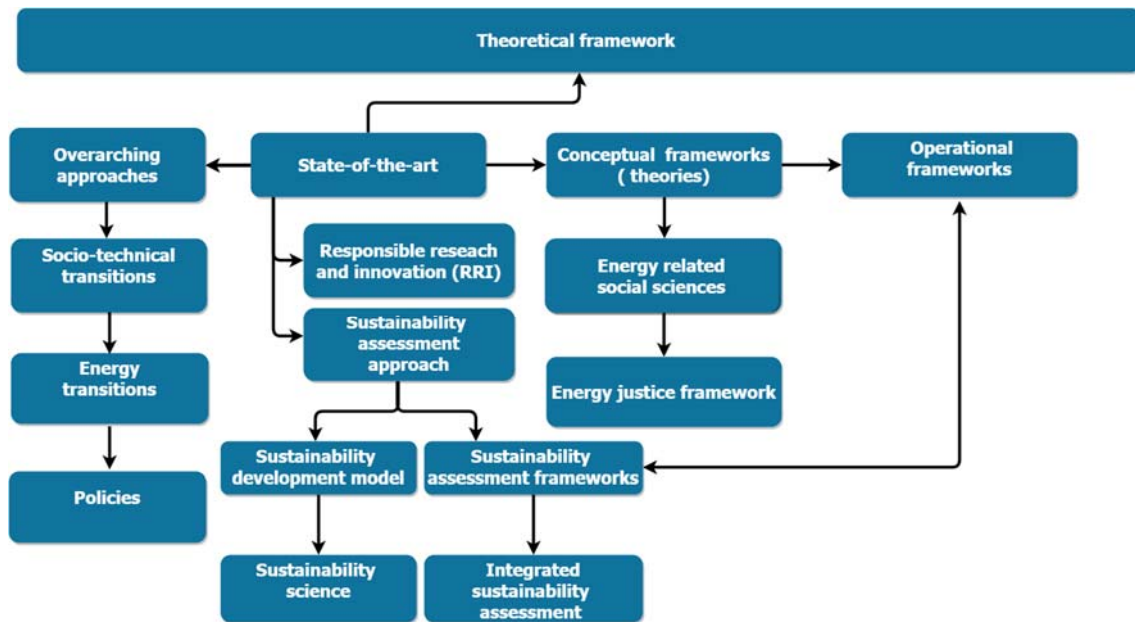 Theoretical framework
Overarching
approaches
State-of-the-art
Conceptual frameworks
( theories)
Operational
frameworks
Socio-technical
transitions
Responsible reseach
and innovation (RRI)
Energy related
social sciences
Sustainability
assessment
approach
Energy
transitions
Energy justice framework
Sustainability
development model
Sustainability
assessment frameworks
Policies
Sustainability
science
Integrated
sustainability
assessment